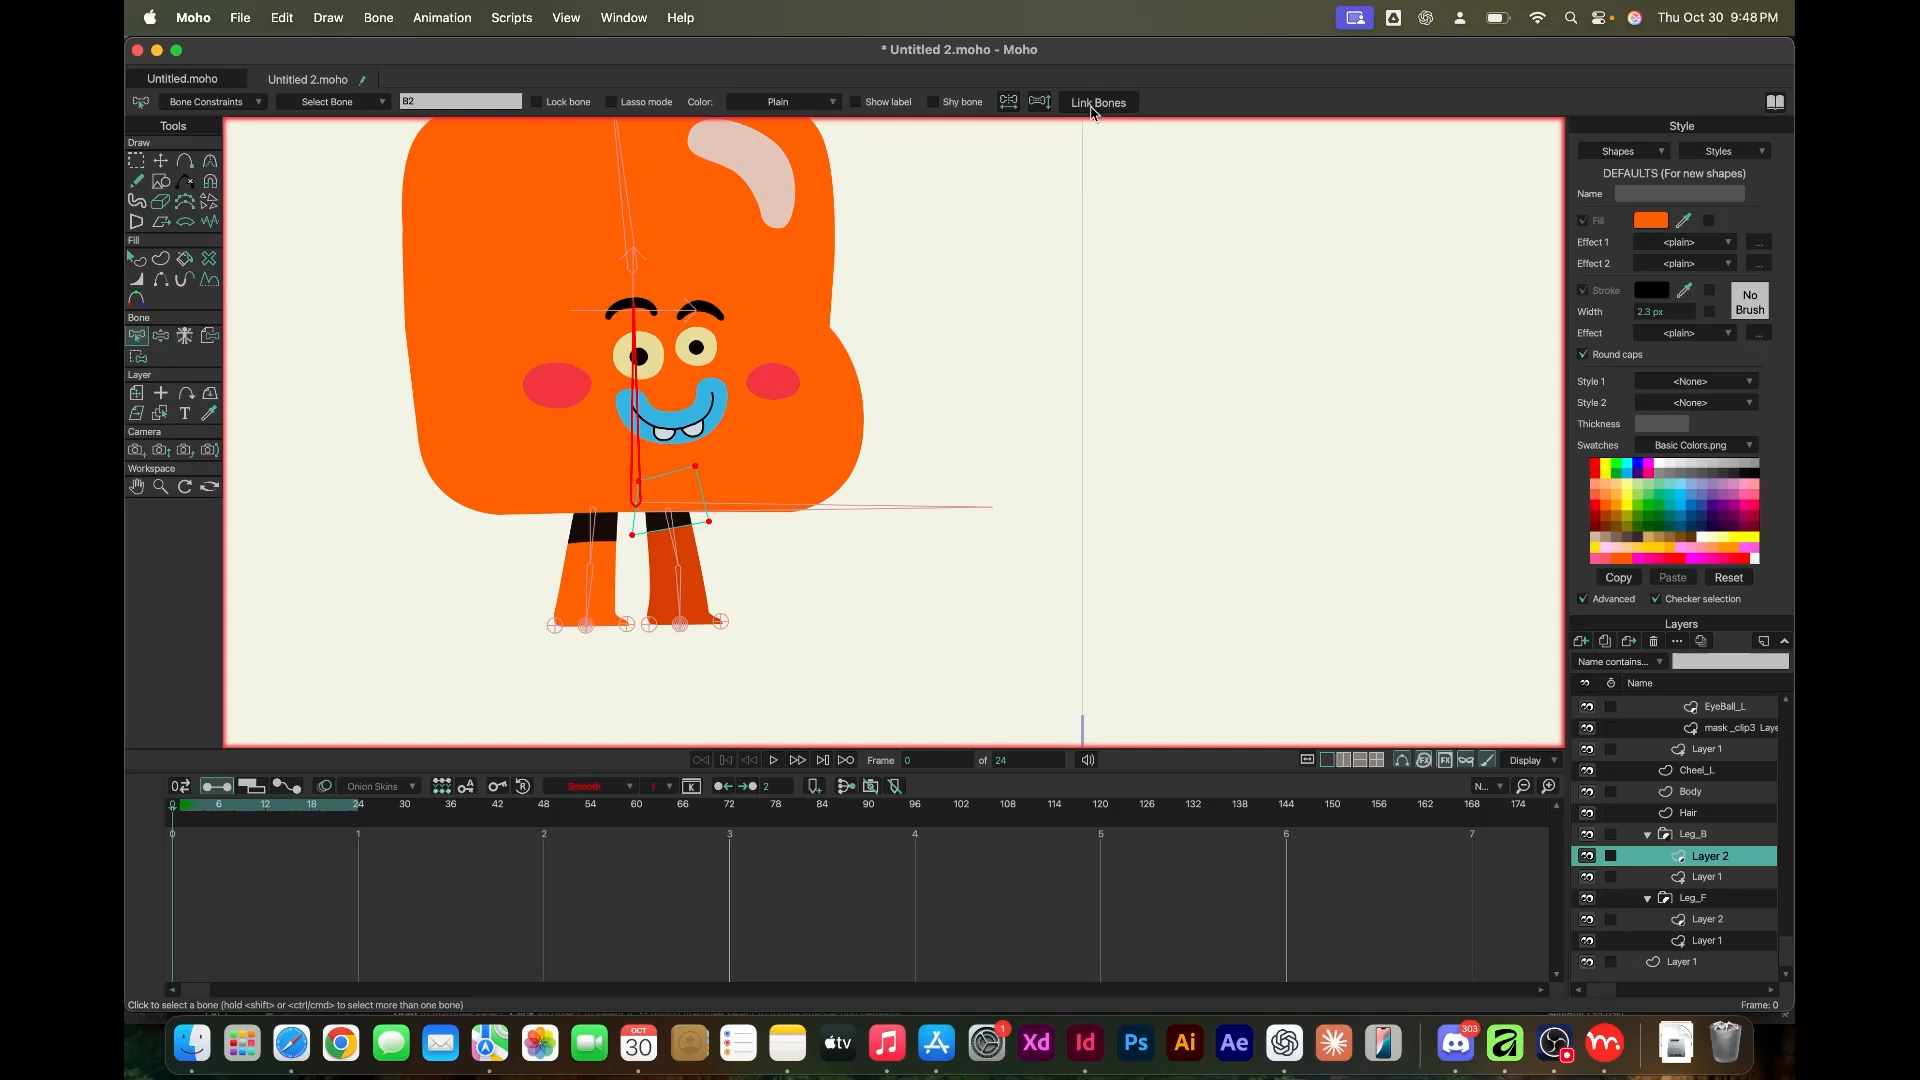 Moho File Edit Draw Bone Animation Scripts View Window Help Thu Oct 30 9:48 PM
* Untitled 2.moho - Moho
Untitled.moho Untitled 2.moho
Bone Constraints Select Bone B2 Lock bone Lasso mode Color: Plain Show label Shy bone Link Bones
Tools
Draw
Fill
Bone
Layer
T
Camera
Workspace
Style
Shapes Styles
DEFAULTS (For new shapes)
Name
Fill
Effect 1 <plain> ...
Effect 2 <plain> ...
Stroke
No Brush
Width 2.3 px
Effect <plain> ...
Round caps
Style 1 <None>
Style 2 <None>
Thickness
Swatches Basic Colors.png
Copy Paste Reset
Advanced Checker selection
Layers
Name contains...
Name
EyeBall_L
mask_clip3 Laye
Layer 1
Cheel_L
Body
Hair
Leg_B
Layer 2
Layer 1
Leg_F
Layer 2
Layer 1
Layer 1
Frame 0 of 24 Display
Onion Skins Smooth 1 K 2 N...
0 6 12 18 24 30 36 42 48 54 60 66 72 78 84 90 96 102 108 114 120 126 132 138 144 150 156 162 168 174
0 1 2 3 4 5 6 7
Click to select a bone (hold <shift> or <ctrl/cmd> to select more than one bone) Frame: 0
OCT
30
tv
1
Xd Id Ps Ai Ae
303